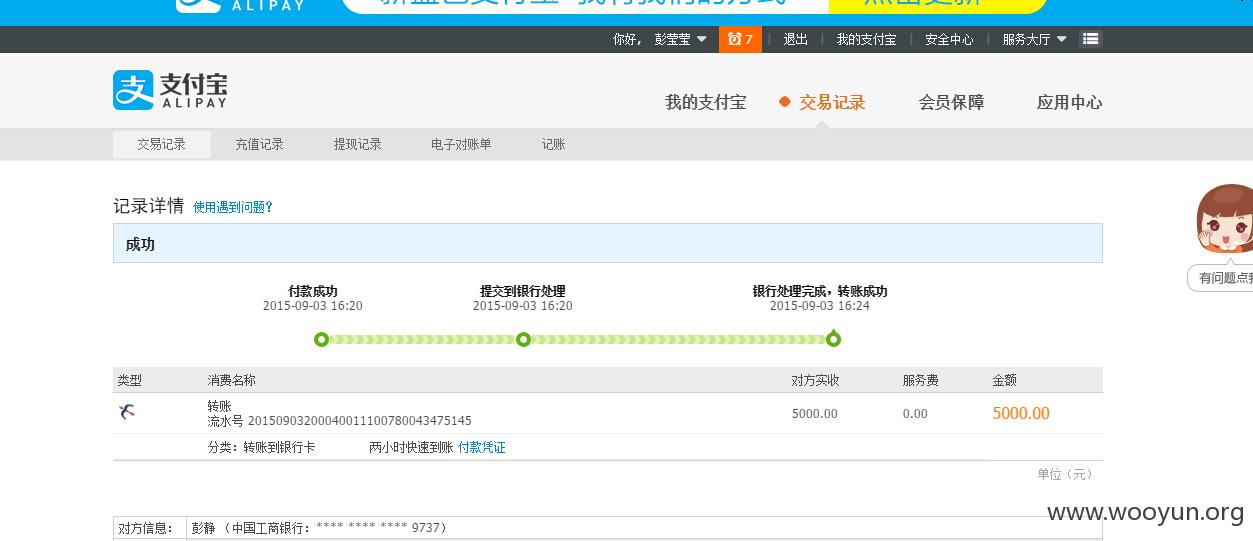 ALIPAY
点击更新
你好, 彭莹莹 7 退出 我的支付宝 安全中心 服务大厅
支付宝
ALIPAY
我的支付宝 交易记录 会员保障 应用中心
交易记录 充值记录 提现记录 电子对账单 记账
记录详情 使用遇到问题?
成功
有问题点我
付款成功 提交到银行处理 银行处理完成，转账成功
2015-09-03 16:20 2015-09-03 16:20 2015-09-03 16:24
类型 消费名称 对方实收 服务费 金额
转账
流水号 20150903200040011100780043475145 5000.00 0.00 5000.00
分类：转账到银行卡 两小时快速到账 付款凭证
单位（元）
对方信息： 彭静 （中国工商银行：**** **** **** 9737）
www.wooyun.org